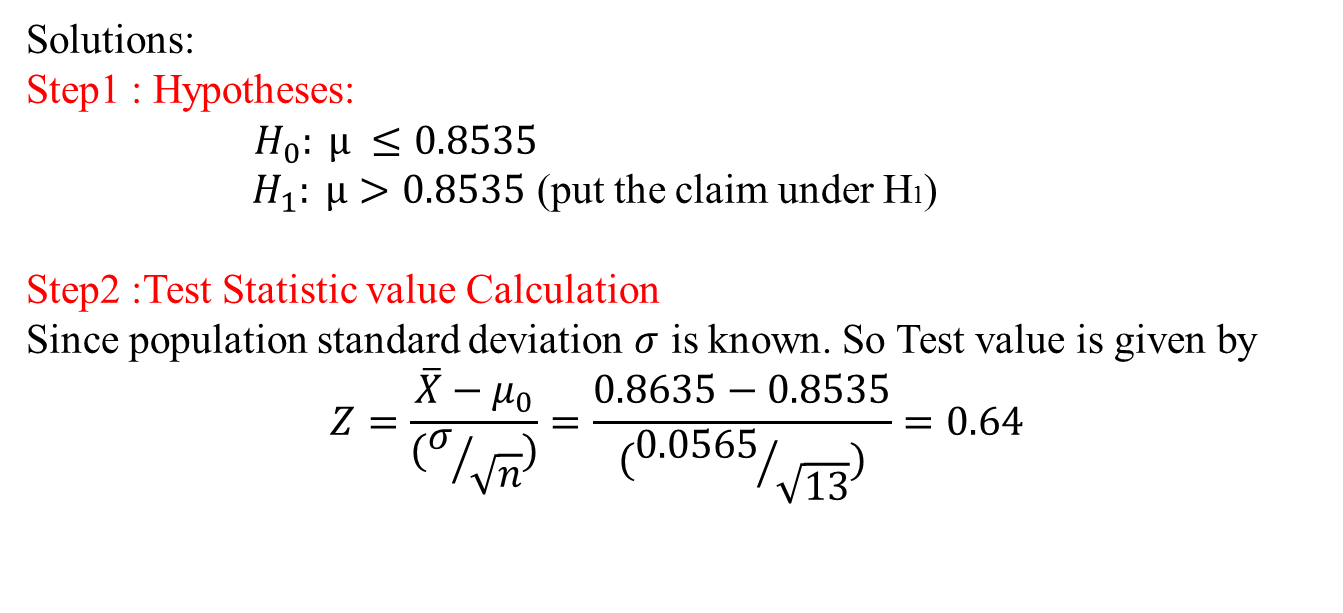 Solutions:
Step1 : Hypotheses:
H₀: μ ≤ 0.8535
H₁: μ > 0.8535 (put the claim under H₁)
Step2 :Test Statistic value Calculation
Since population standard deviation σ is known. So Test value is given by
Z = (X̄ − μ₀)/(σ/√n) = (0.8635 − 0.8535)/(0.0565/√13) = 0.64